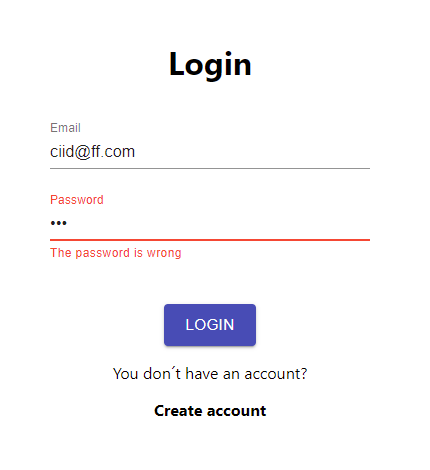 Login
Email
ciid@ff.com
Password
•••
The password is wrong
LOGIN
You don´t have an account?
Create account